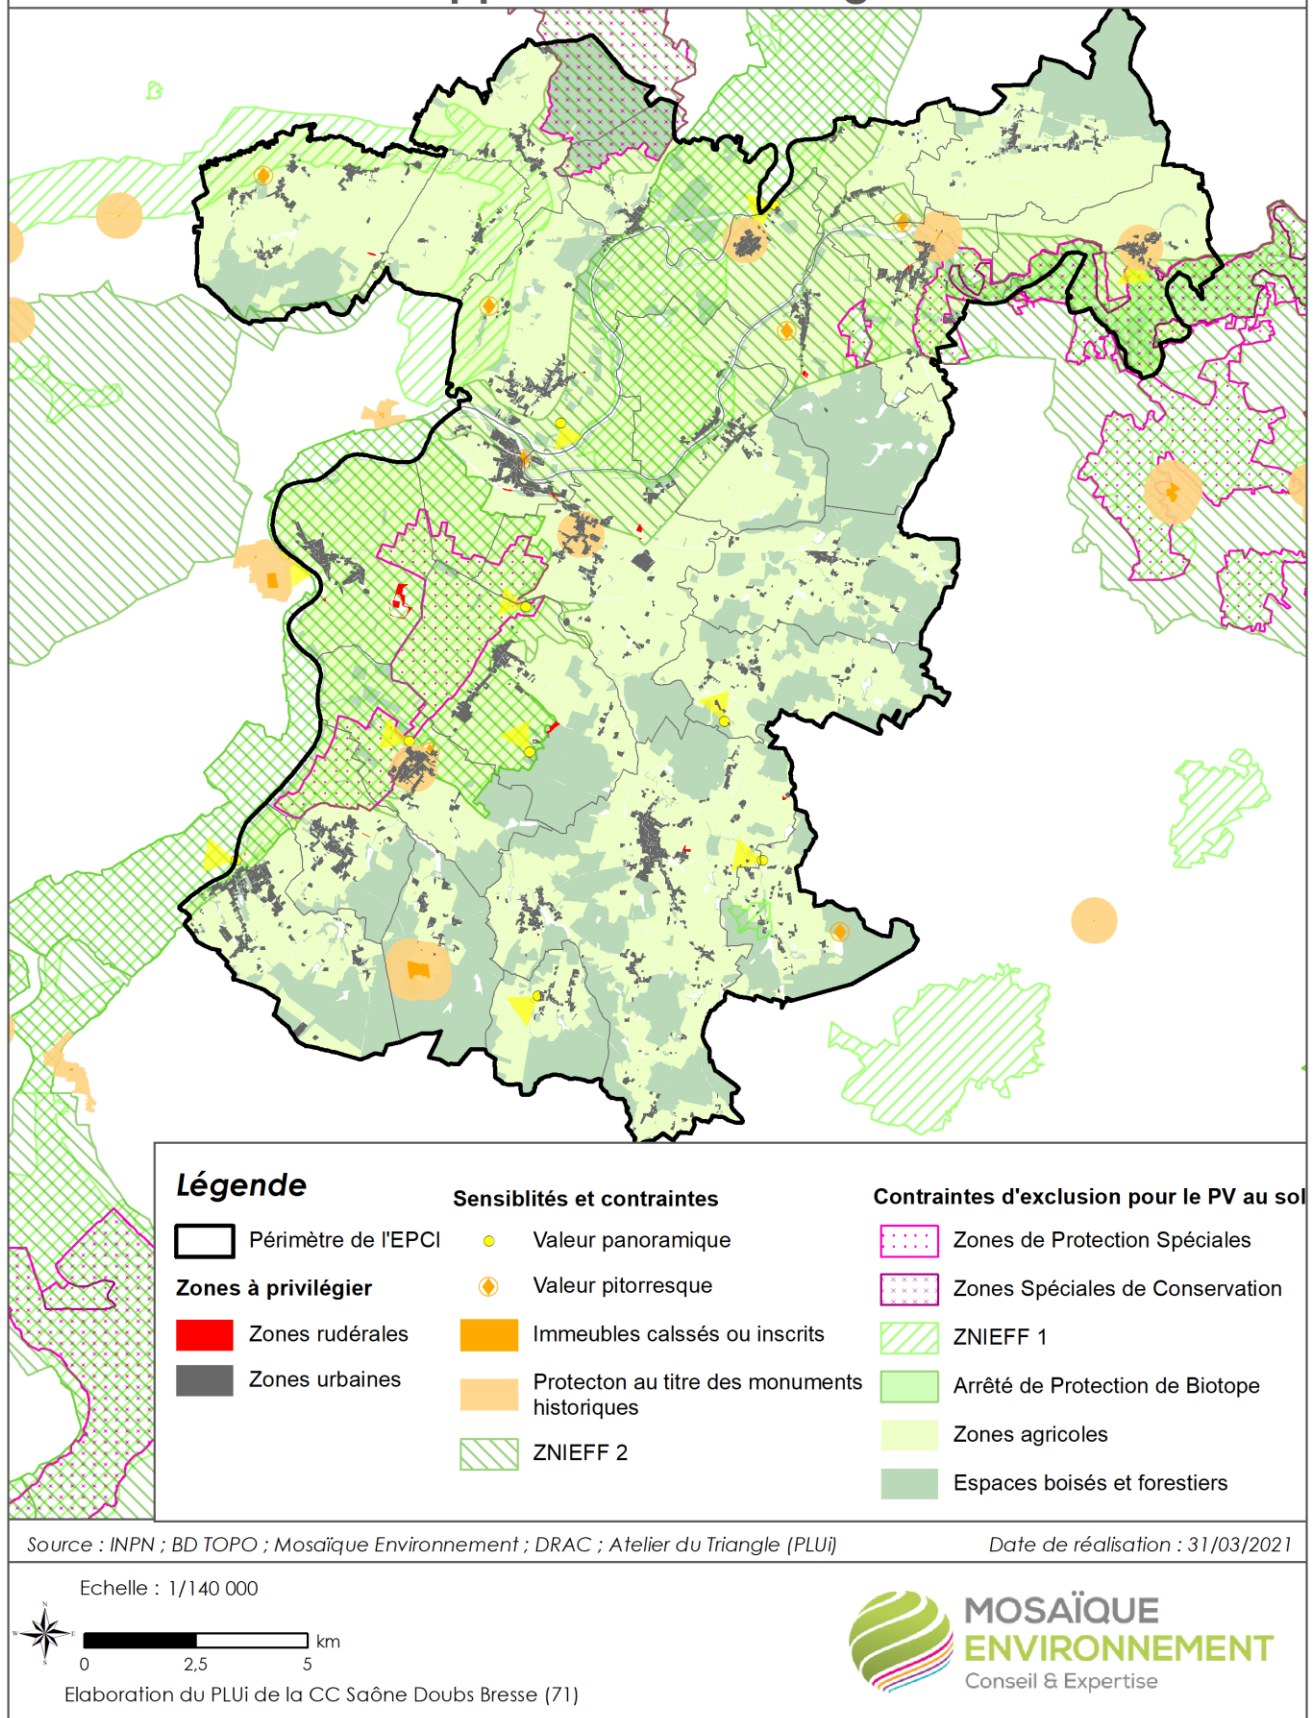 Légende
Périmètre de l'EPCI
Zones à privilégier
Zones rudérales
Zones urbaines
Sensiblités et contraintes
Valeur panoramique
Valeur pitorresque
Immeubles calssés ou inscrits
Protecton au titre des monuments
historiques
ZNIEFF 2
Contraintes d'exclusion pour le PV au sol
Zones de Protection Spéciales
Zones Spéciales de Conservation
ZNIEFF 1
Arrêté de Protection de Biotope
Zones agricoles
Espaces boisés et forestiers
Source : INPN ; BD TOPO ; Mosaïque Environnement ; DRAC ; Atelier du Triangle (PLUi)
Date de réalisation : 31/03/2021
Echelle : 1/140 000
N
W E
S
km
0 2,5 5
Elaboration du PLUi de la CC Saône Doubs Bresse (71)
MOSAÏQUE
ENVIRONNEMENT
Conseil & Expertise